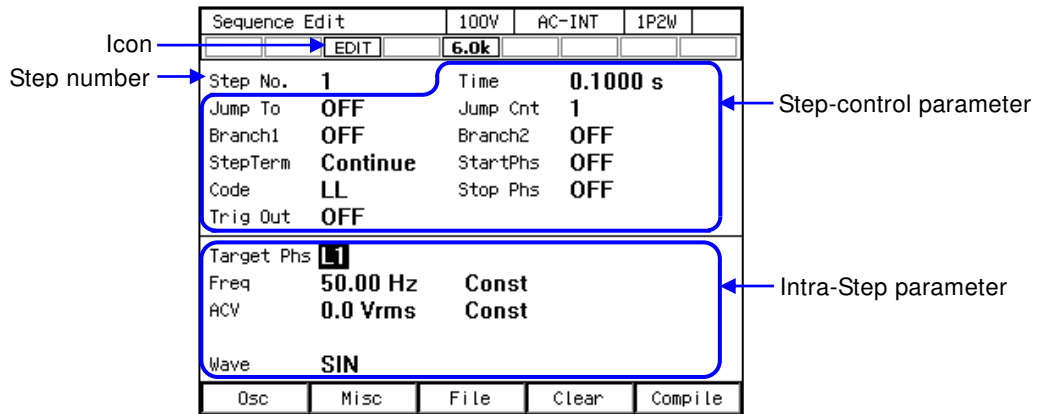 Sequence Edit 100V AC-INT 1P2W
Icon EDIT 6.0k
Step number Step No. 1 Time 0.1000 s
Jump To OFF Jump Cnt 1 Step-control parameter
Branch1 OFF Branch2 OFF
StepTerm Continue StartPhs OFF
Code LL Stop Phs OFF
Trig Out OFF
Target Phs L1
Freq 50.00 Hz Const Intra-Step parameter
ACV 0.0 Vrms Const
Wave SIN
Osc Misc File Clear Compile